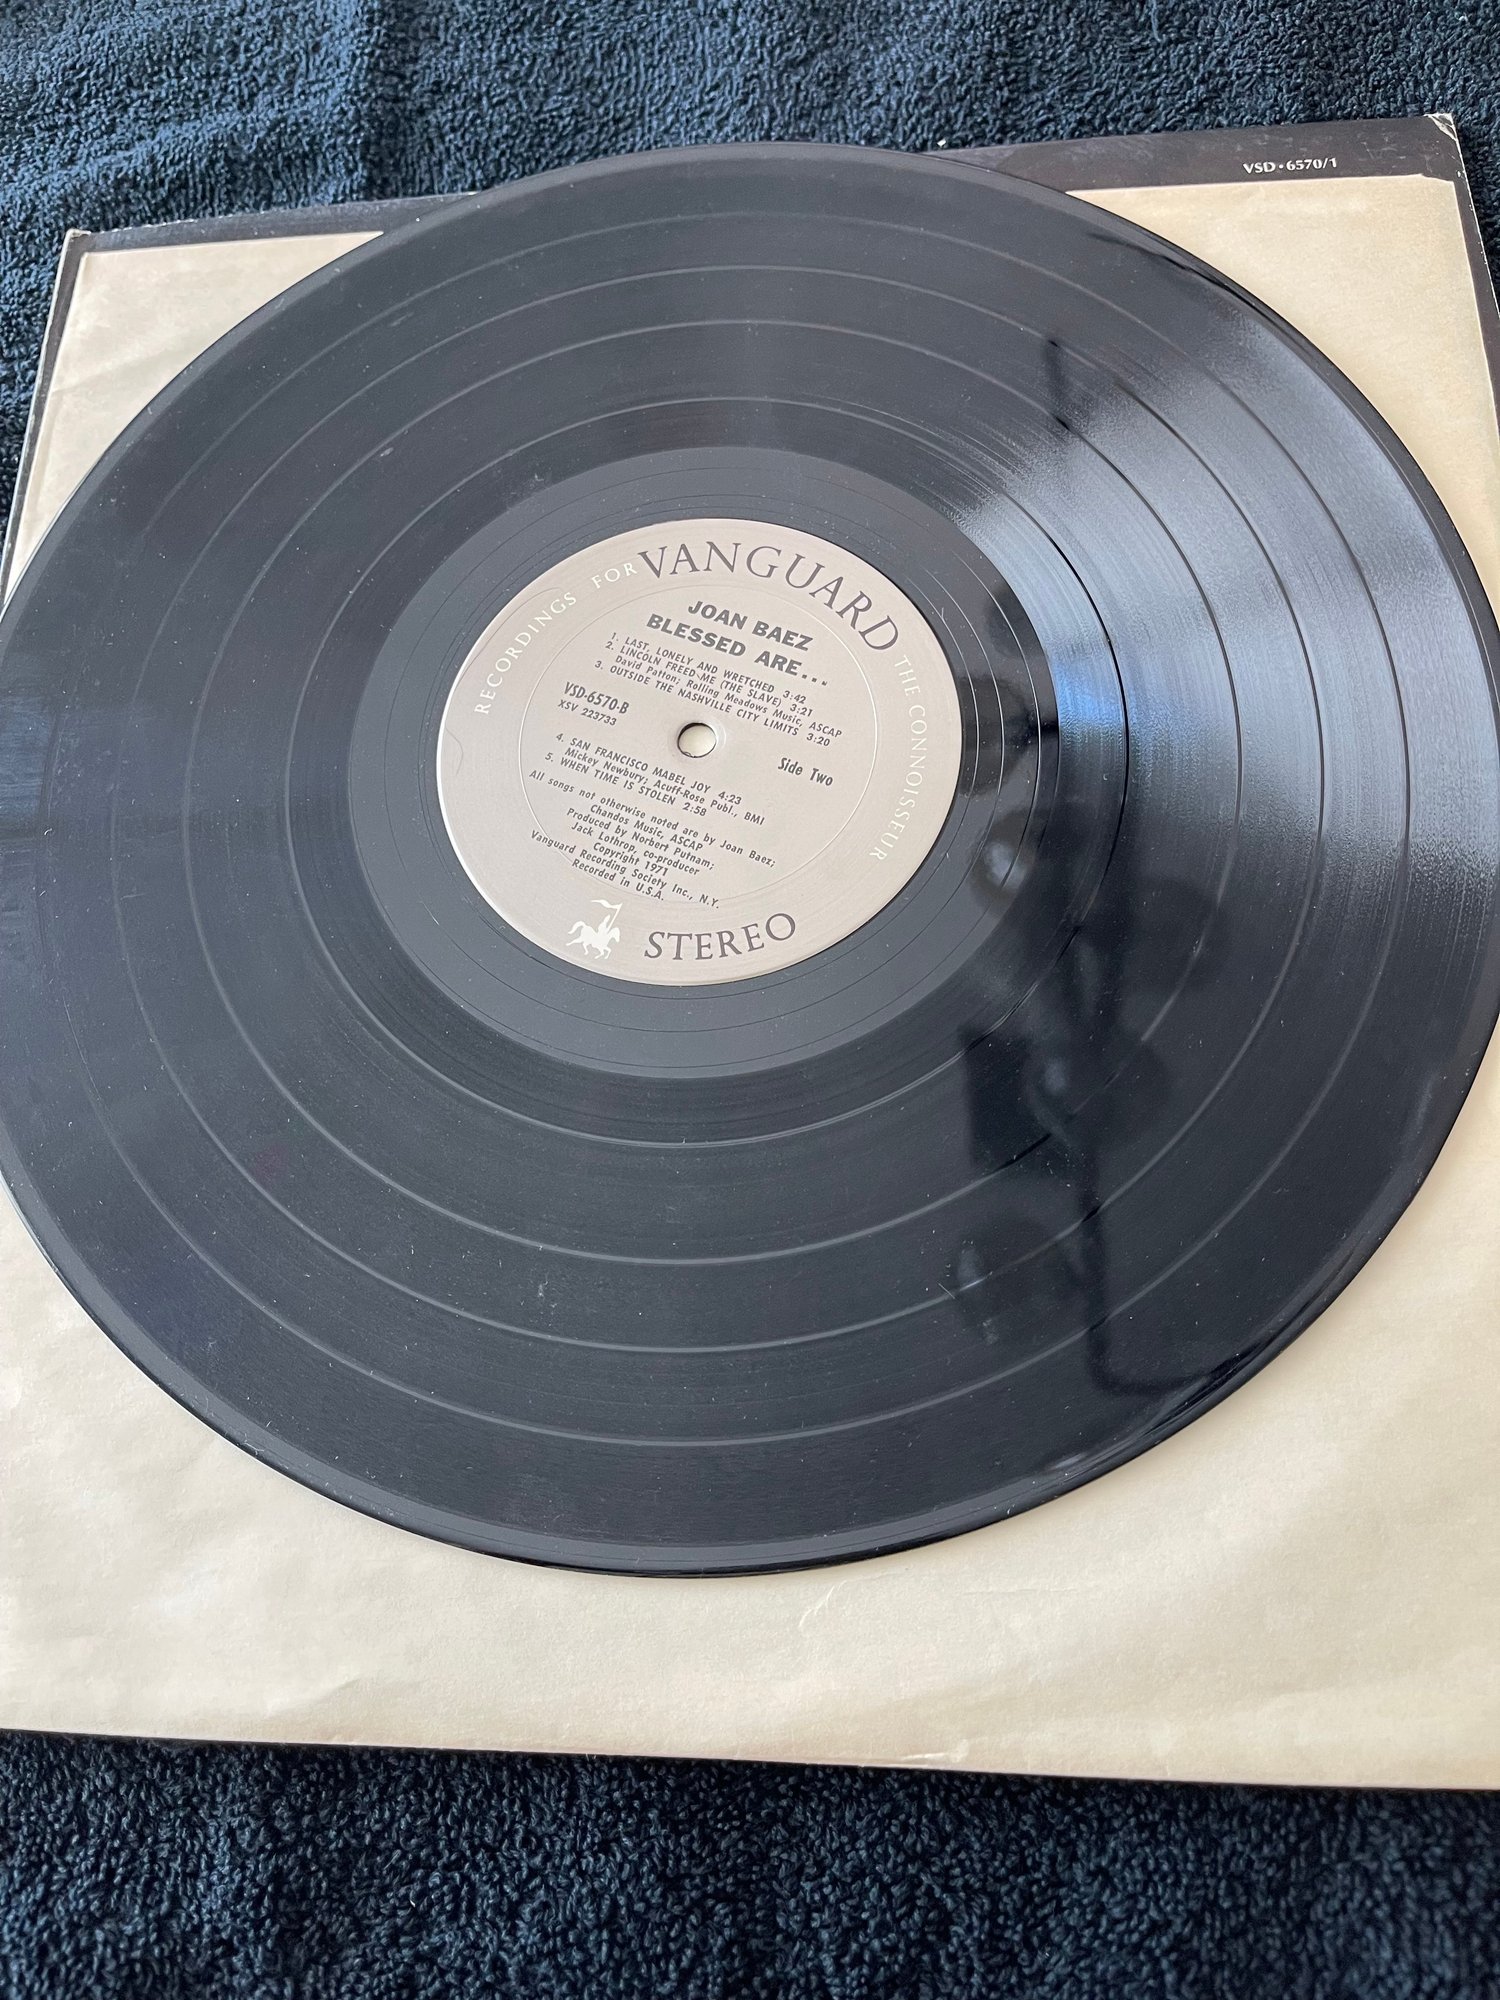 VSD • 6570/1
RECORDINGS FOR VANGUARD THE CONNOISSEUR
JOAN BAEZ
BLESSED ARE...
1. LAST, LONELY AND WRETCHED 3:42
2. LINCOLN FREED ME (THE SLAVE) 3:21
David Patton; Rolling Meadows Music, ASCAP
3. OUTSIDE THE NASHVILLE CITY LIMITS 3:20
VSD-6570-B
XSV 223733
Side Two
4. SAN FRANCISCO MABEL JOY 4:23
Mickey Newbury; Acuff-Rose Publ., BMI
5. WHEN TIME IS STOLEN 2:58
All songs not otherwise noted are by Joan Baez;
Chandos Music, ASCAP
Produced by Norbert Putnam;
Jack Lothrop, co-producer
Copyright 1971
Vanguard Recording Society Inc., N.Y.
Recorded in U.S.A.
STEREO